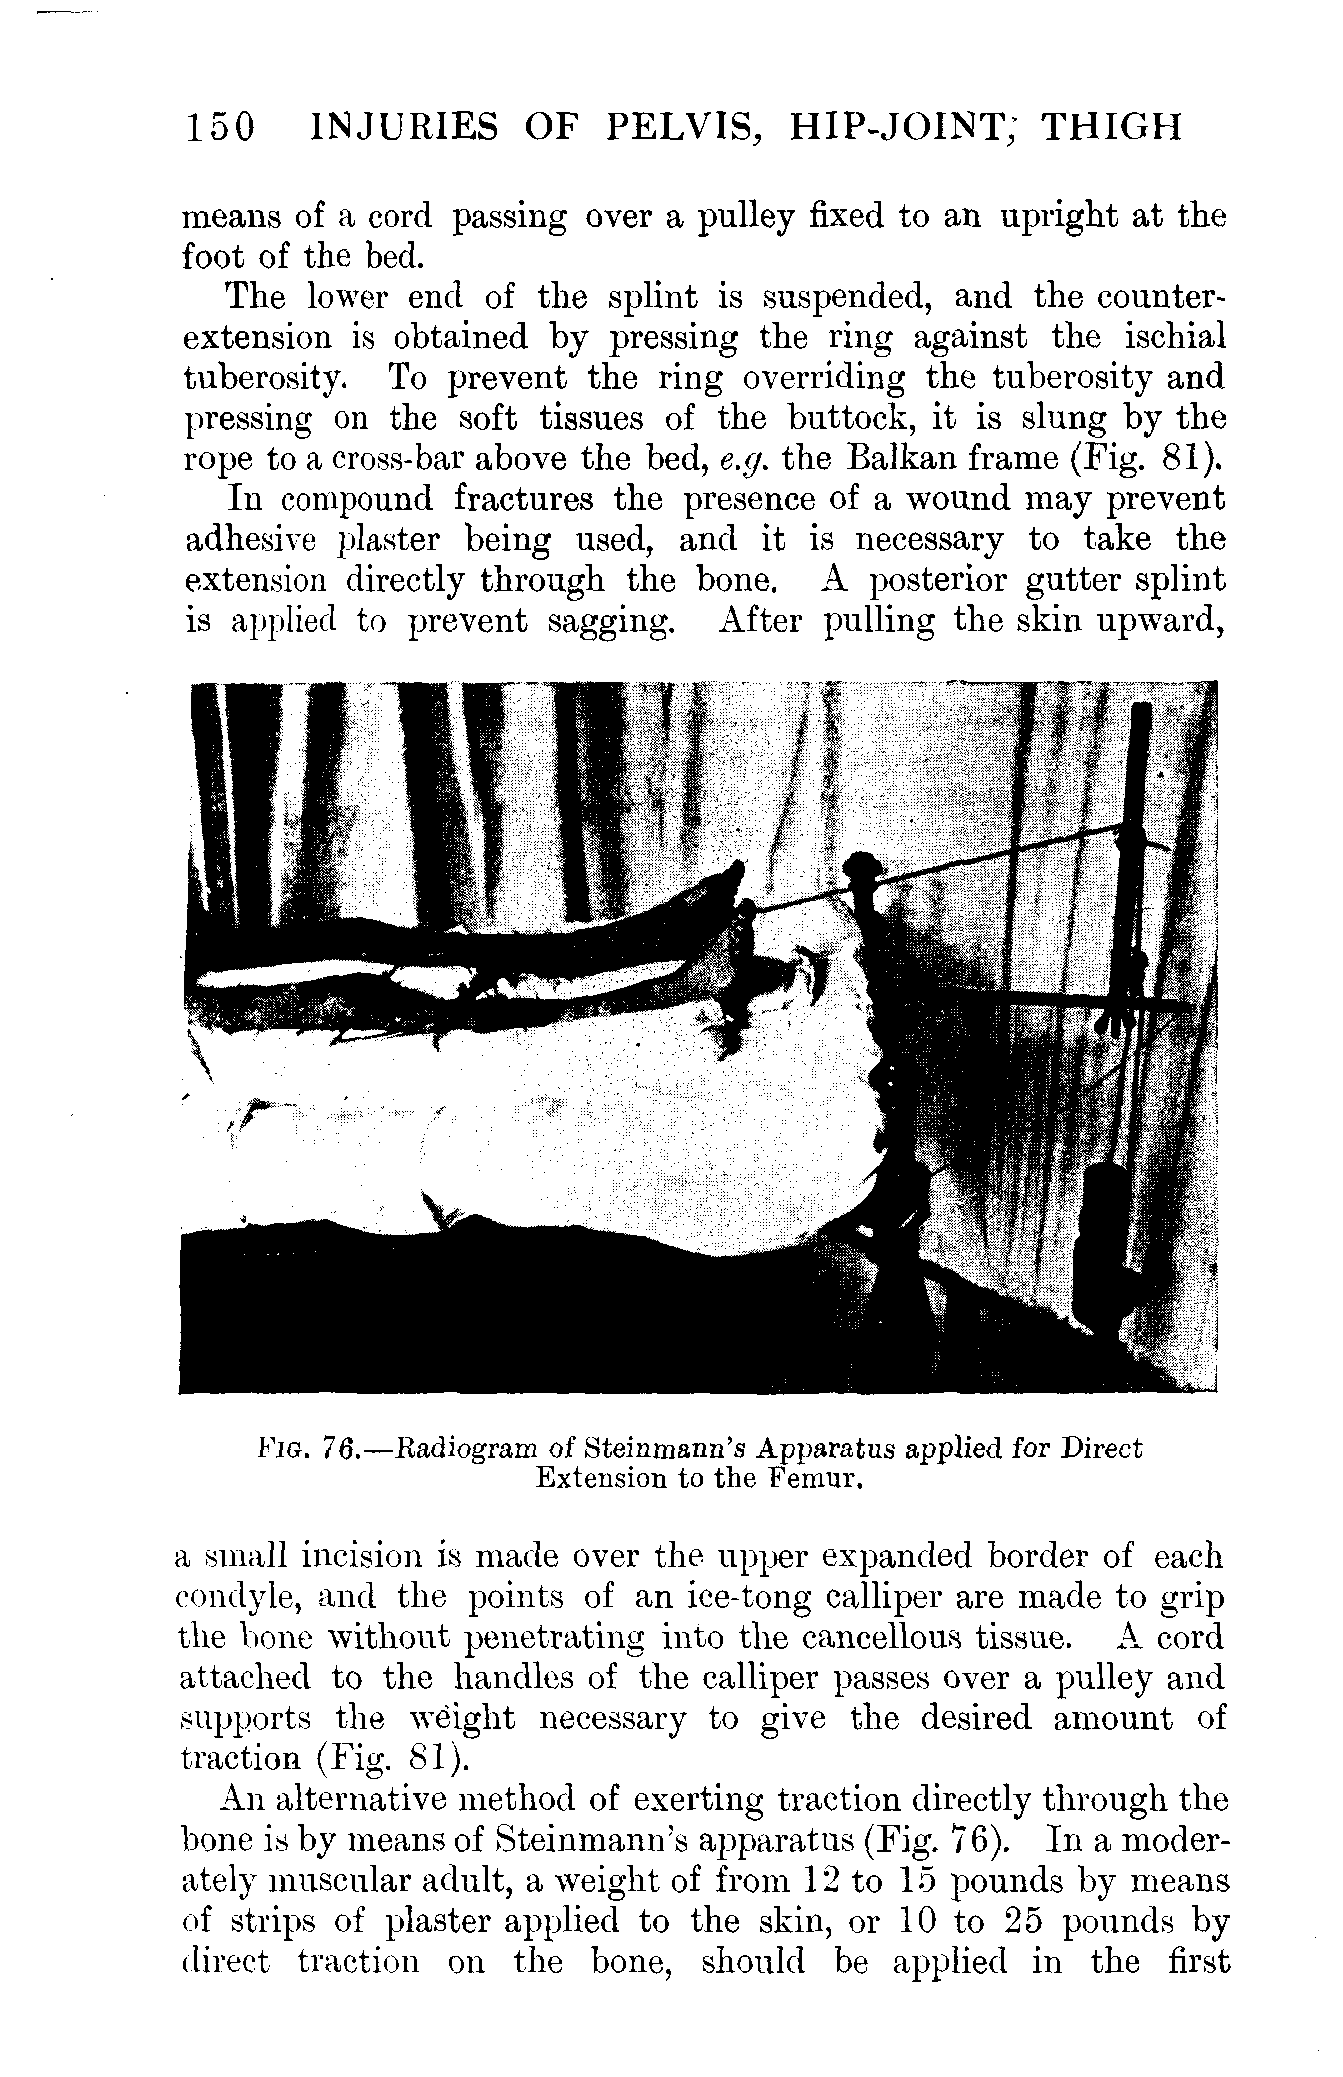 150 INJURIES OF PELVIS, HIP-JOINT, THIGH
means of a cord passing over a pulley fixed to an upright at the
foot of the bed.
The lower end of the splint is suspended, and the counter-
extension is obtained by pressing the ring against the ischial
tuberosity. To prevent the ring overriding the tuberosity and
pressing on the soft tissues of the buttock, it is slung by the
rope to a cross-bar above the bed, e.g. the Balkan frame (Fig. 81).
In compound fractures the presence of a wound may prevent
adhesive plaster being used, and it is necessary to take the
extension directly through the bone. A posterior gutter splint
is applied to prevent sagging. After pulling the skin upward,
FIG. 76.—Radiogram of Steinmann's Apparatus applied for Direct
Extension to the Femur.
a small incision is made over the upper expanded border of each
condyle, and the points of an ice-tong calliper are made to grip
the bone without penetrating into the cancellous tissue. A cord
attached to the handles of the calliper passes over a pulley and
supports the weight necessary to give the desired amount of
traction (Fig. 81).
An alternative method of exerting traction directly through the
bone is by means of Steinmann's apparatus (Fig. 76). In a moder-
ately muscular adult, a weight of from 12 to 15 pounds by means
of strips of plaster applied to the skin, or 10 to 25 pounds by
direct traction on the bone, should be applied in the first